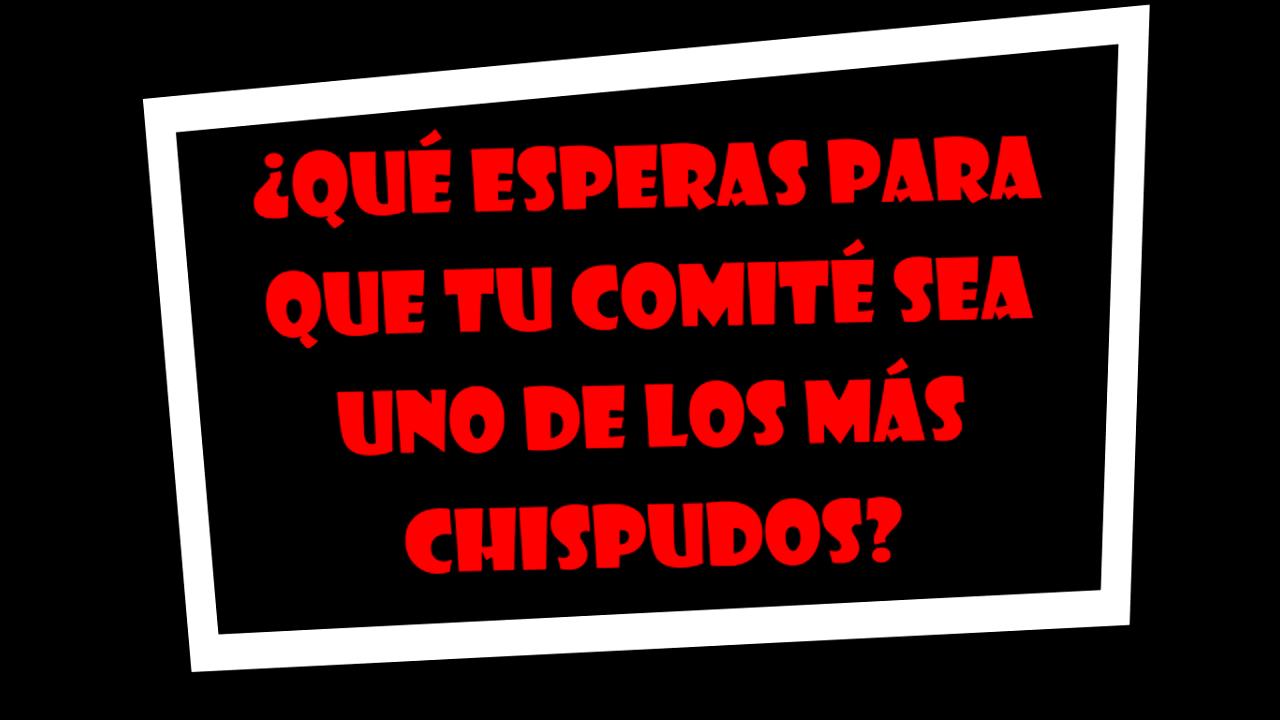 ¿QUÉ ESPERAS PARA
QUE TU COMITÉ SEA
UNO DE LOS MÁS
CHISPUDOS?